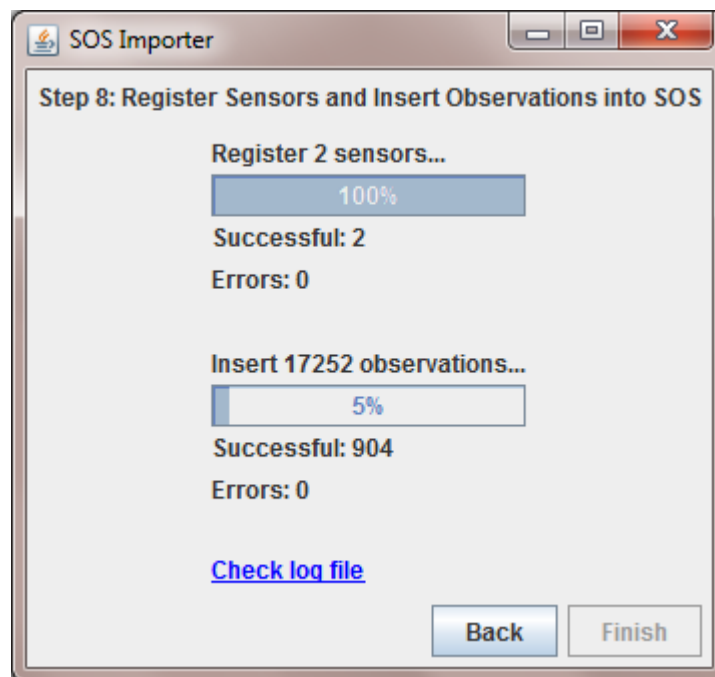 SOS Importer
Step 8: Register Sensors and Insert Observations into SOS
Register 2 sensors...
100%
Successful: 2
Errors: 0
Insert 17252 observations...
5%
Successful: 904
Errors: 0
Check log file
Back Finish